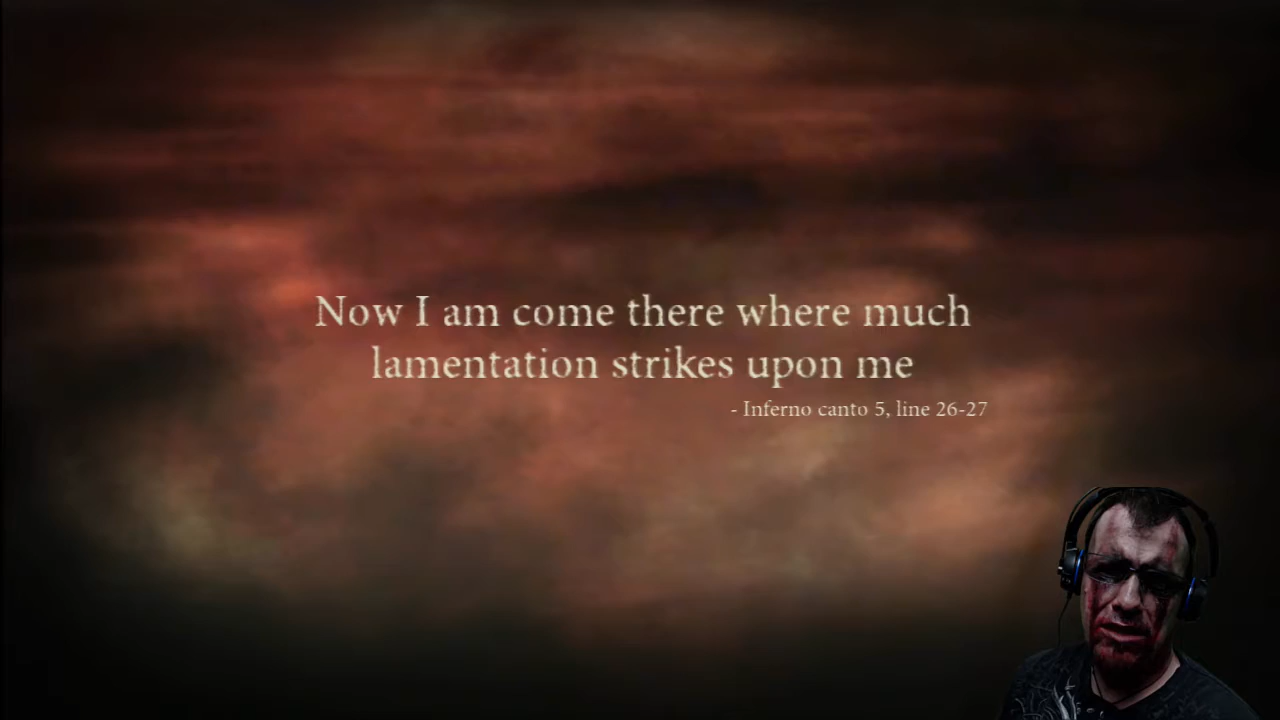 Now I am come there where much
lamentation strikes upon me
- Inferno canto 5, line 26-27